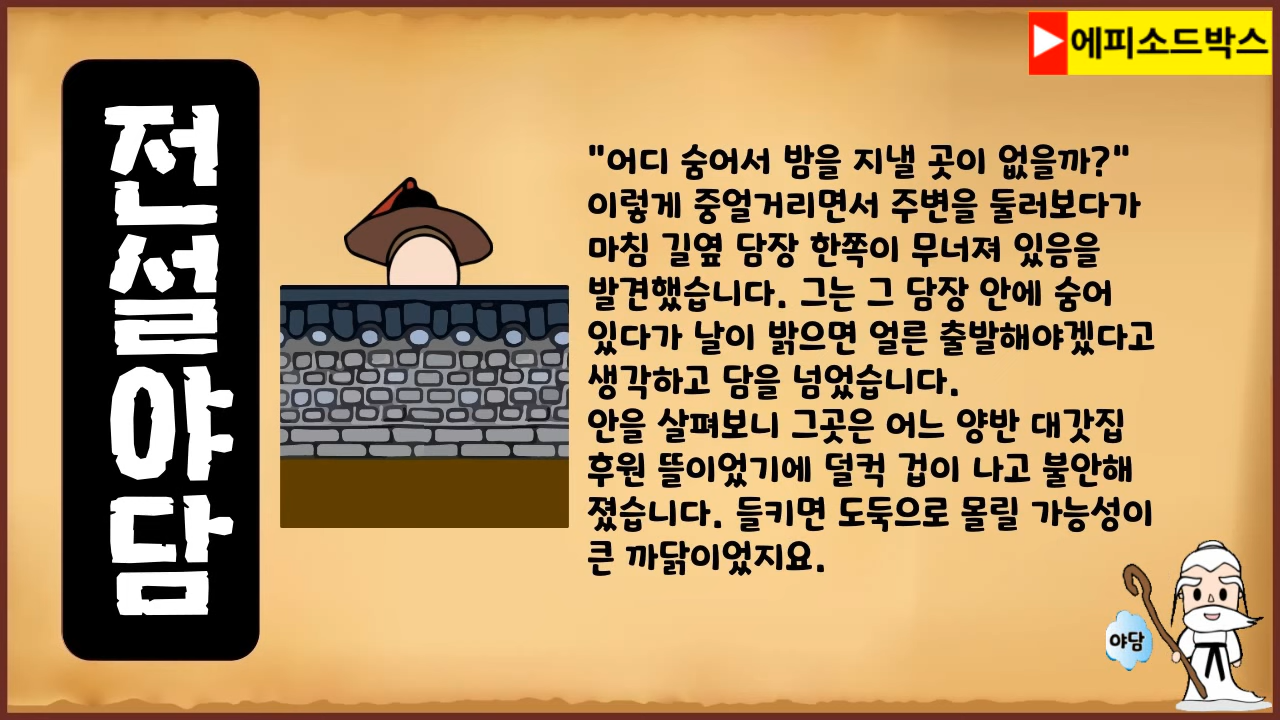 에피소드박스
전설야담
"어디 숨어서 밤을 지낼 곳이 없을까?"
이렇게 중얼거리면서 주변을 둘러보다가
마침 길옆 담장 한쪽이 무너져 있음을
발견했습니다. 그는 그 담장 안에 숨어
있다가 날이 밝으면 얼른 출발해야겠다고
생각하고 담을 넘었습니다.
안을 살펴보니 그곳은 어느 양반 대갓집
후원 뜰이었기에 덜컥 겁이 나고 불안해
졌습니다. 들키면 도둑으로 몰릴 가능성이
큰 까닭이었지요.
야담